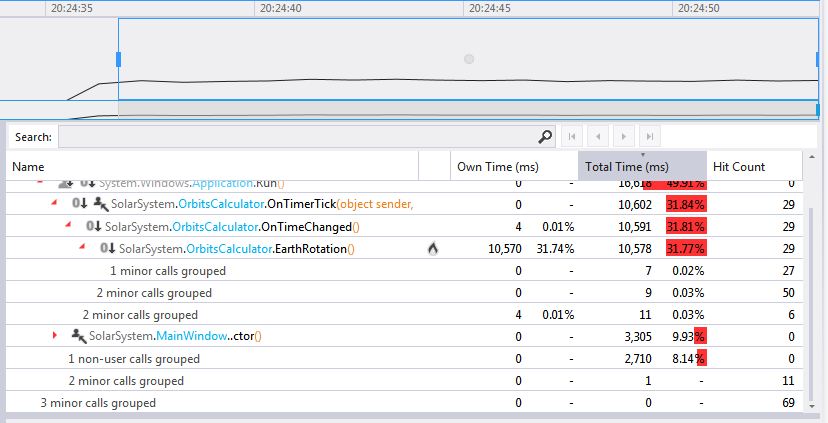 20:24:35 20:24:40 20:24:45 20:24:50
Search:
Name Own Time (ms) Total Time (ms) Hit Count
System.Windows.Application.Run() 0 - 16,618 49.91% 0
SolarSystem.OrbitsCalculator.OnTimerTick(object sender, 0 - 10,602 31.84% 29
SolarSystem.OrbitsCalculator.OnTimeChanged() 4 0.01% 10,591 31.81% 29
SolarSystem.OrbitsCalculator.EarthRotation() 10,570 31.74% 10,578 31.77% 29
1 minor calls grouped 0 - 7 0.02% 27
2 minor calls grouped 0 - 9 0.03% 50
2 minor calls grouped 4 0.01% 11 0.03% 6
SolarSystem.MainWindow..ctor() 0 - 3,305 9.93% 0
1 non-user calls grouped 0 - 2,710 8.14% 0
2 minor calls grouped 0 - 1 - 11
3 minor calls grouped 0 - 0 - 69